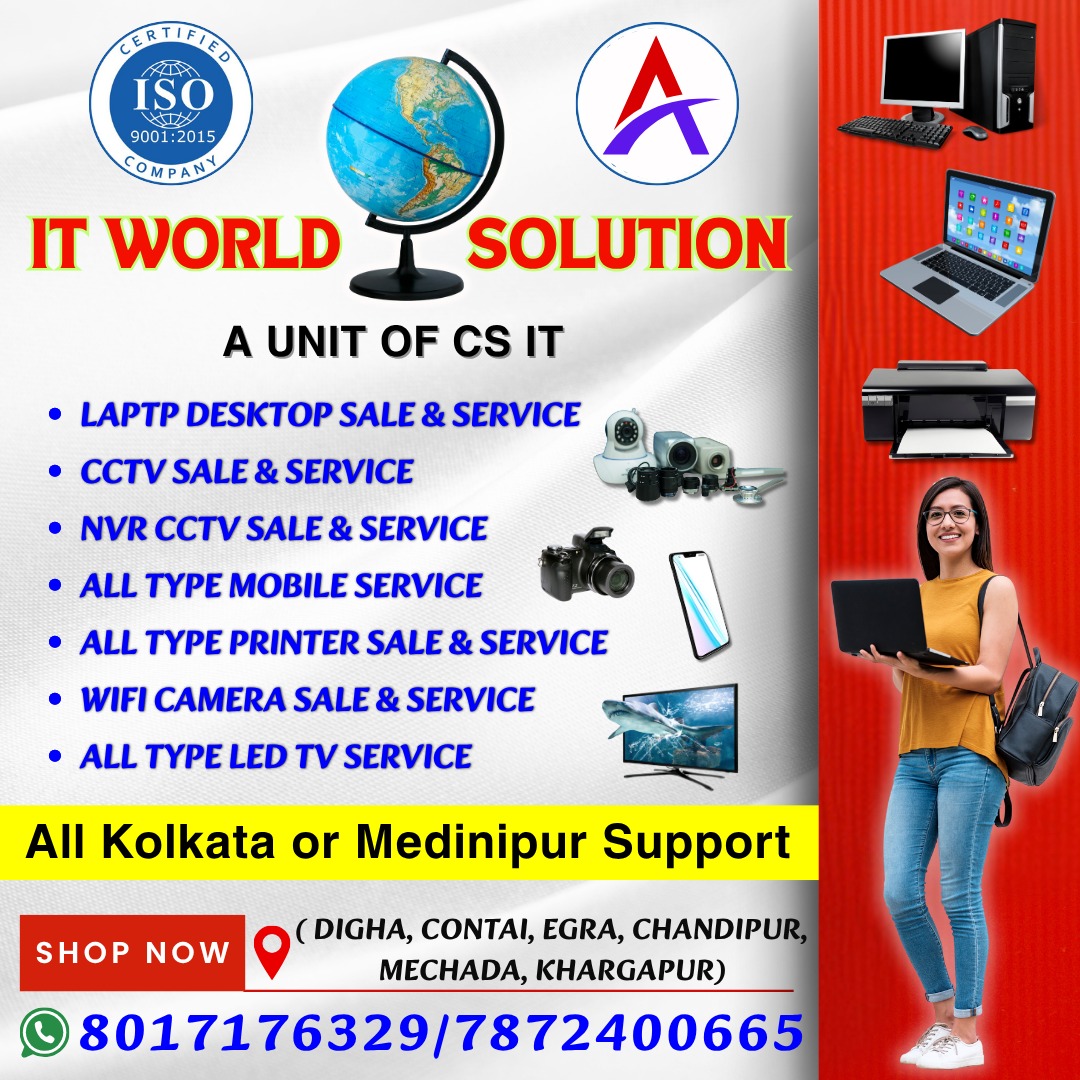 CERTIFIED
ISO
9001:2015
COMPANY
IT WORLD SOLUTION
A UNIT OF CS IT
• LAPTP DESKTOP SALE & SERVICE
• CCTV SALE & SERVICE
• NVR CCTV SALE & SERVICE
• ALL TYPE MOBILE SERVICE
• ALL TYPE PRINTER SALE & SERVICE
• WIFI CAMERA SALE & SERVICE
• ALL TYPE LED TV SERVICE
All Kolkata or Medinipur Support
SHOP NOW
( DIGHA, CONTAI, EGRA, CHANDIPUR,
MECHADA, KHARGAPUR)
8017176329/7872400665